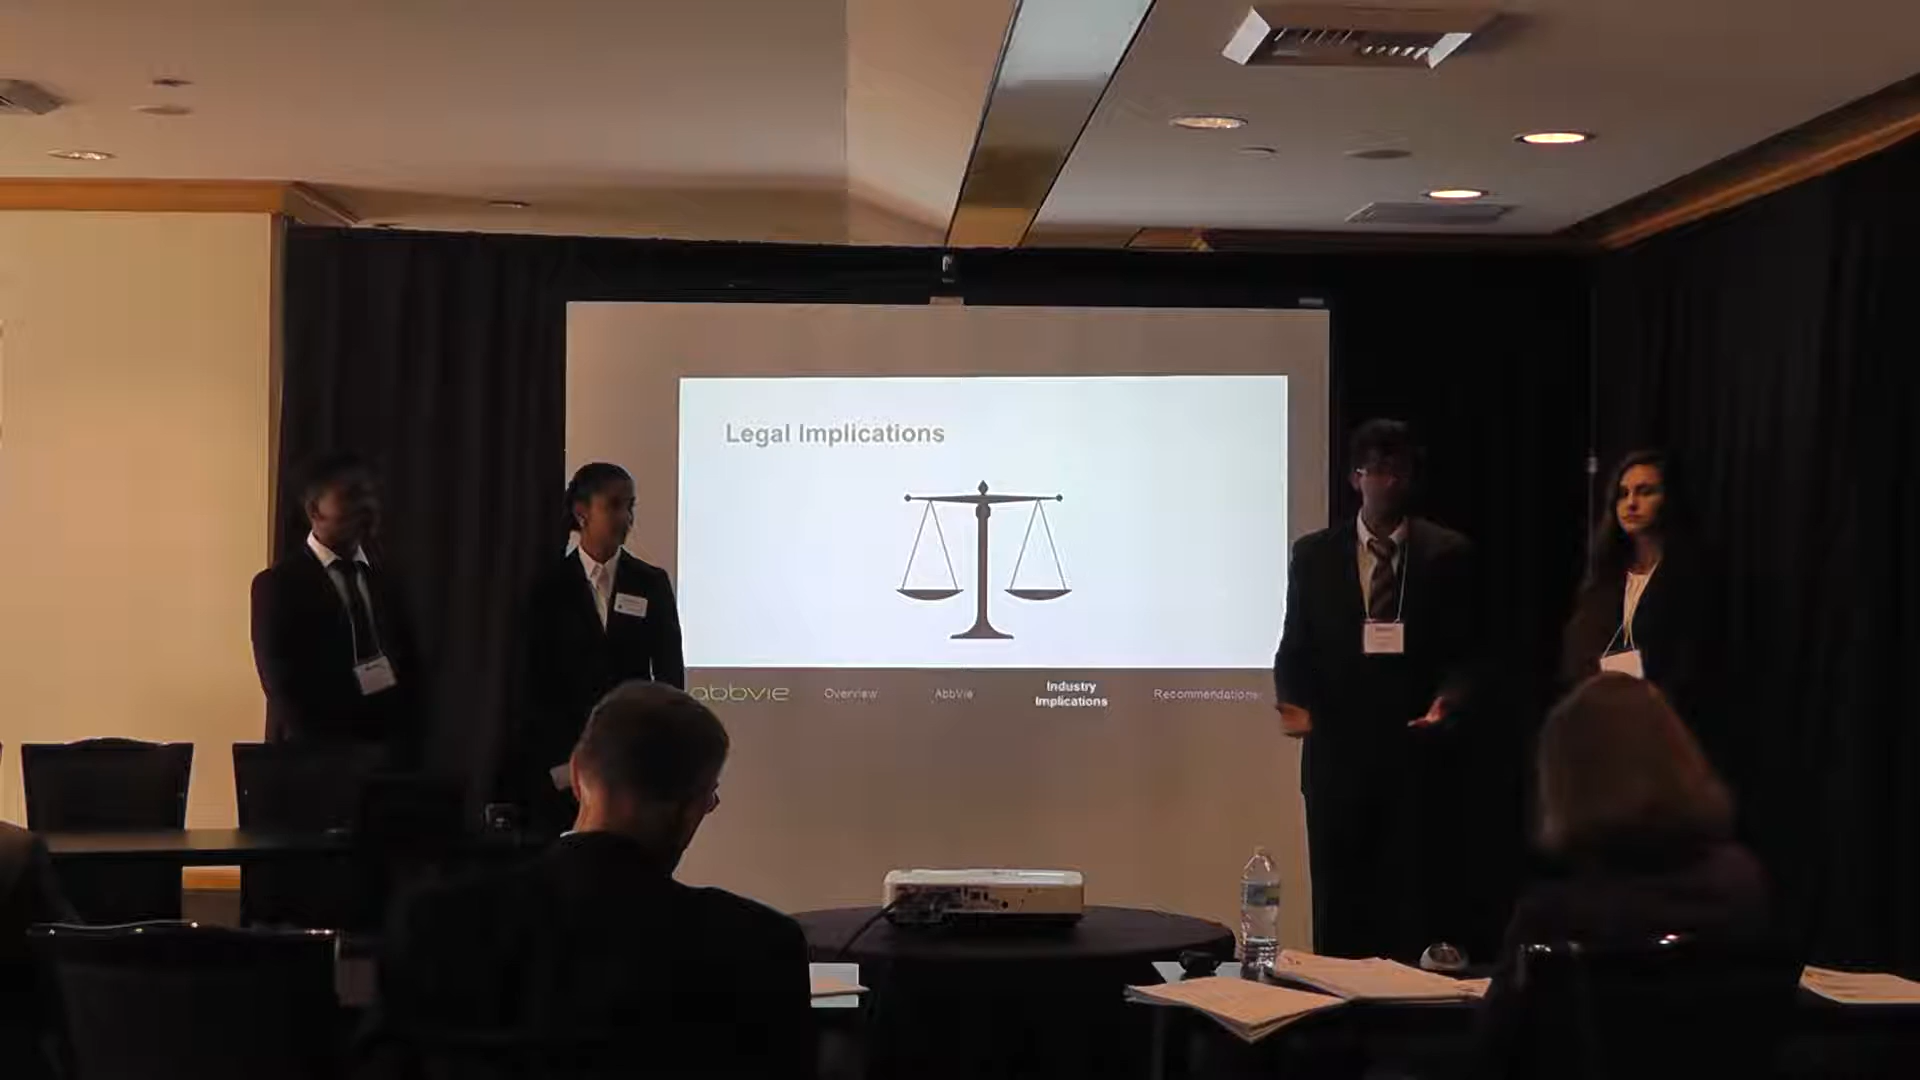 Legal Implications
abbvie
Overview
AbbVie
Industry
Implications
Recommendations